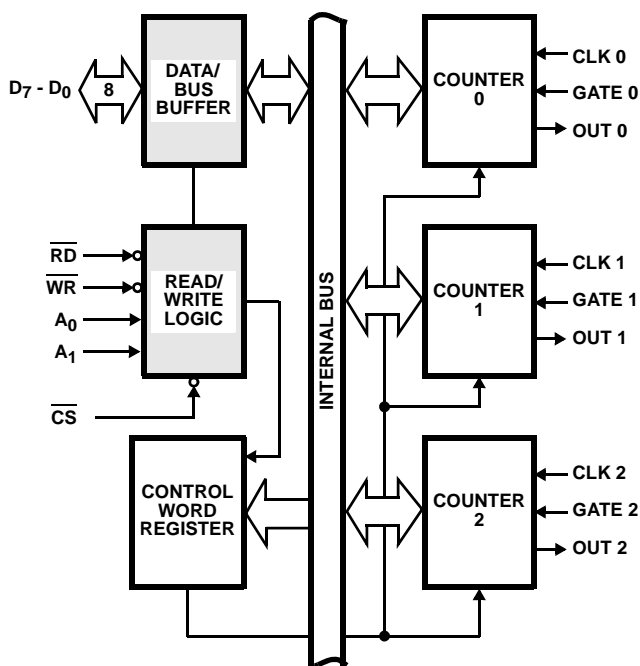 D7 - D0
8
DATA/
BUS
BUFFER
RD
WR
A0
A1
CS
READ/
WRITE
LOGIC
CONTROL
WORD
REGISTER
INTERNAL BUS
COUNTER
0
CLK 0
GATE 0
OUT 0
COUNTER
1
CLK 1
GATE 1
OUT 1
COUNTER
2
CLK 2
GATE 2
OUT 2